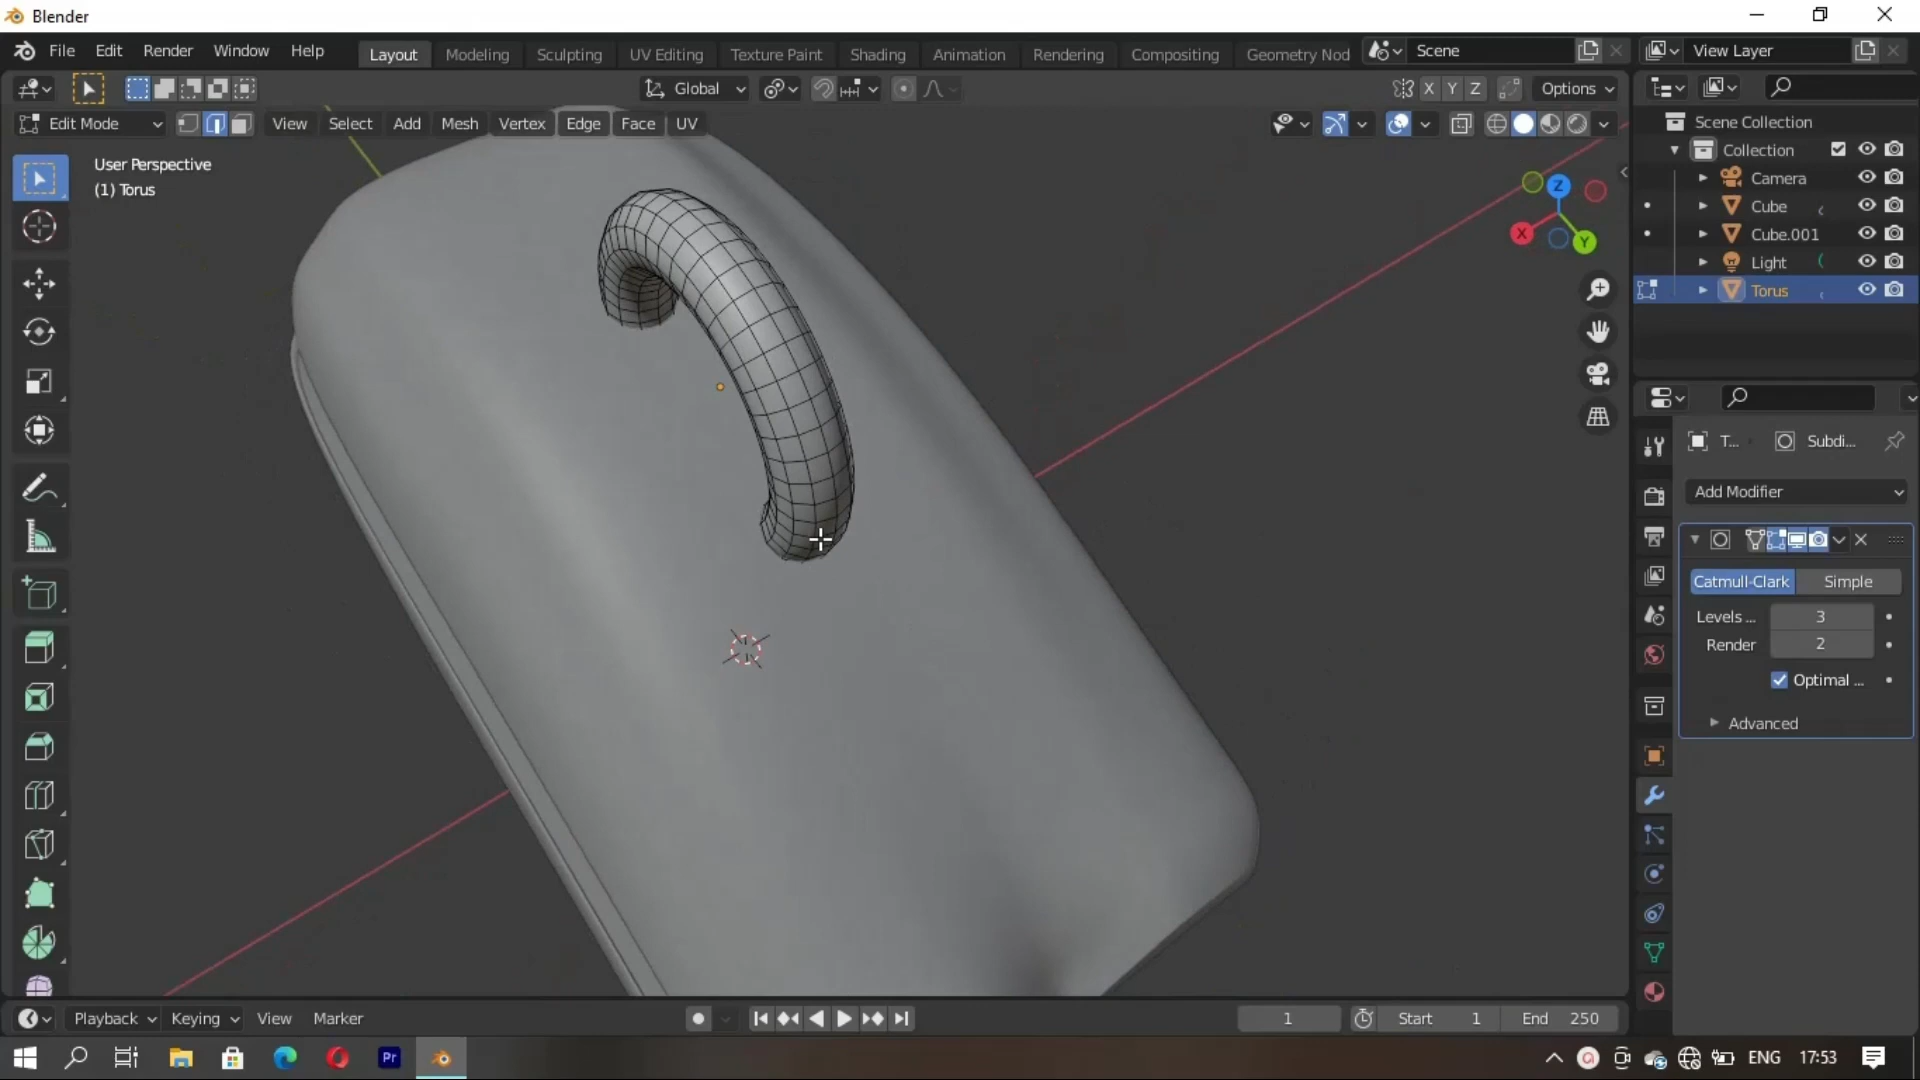 Blender
File Edit Render Window Help Layout Modeling Sculpting UV Editing Texture Paint Shading Animation Rendering Compositing Geometry Nod Scene View Layer
Global X Y Z Options
Edit Mode View Select Add Mesh Vertex Edge Face UV
User Perspective
(1) Torus
Z
X
Y
Scene Collection
Collection
Camera
Cube
Cube.001
Light
Torus
T... Subdi...
Add Modifier
Catmull-Clark Simple
Levels ... 3
Render 2
Optimal ...
Advanced
Playback Keying View Marker 1 Start 1 End 250
Pr ENG 17:53